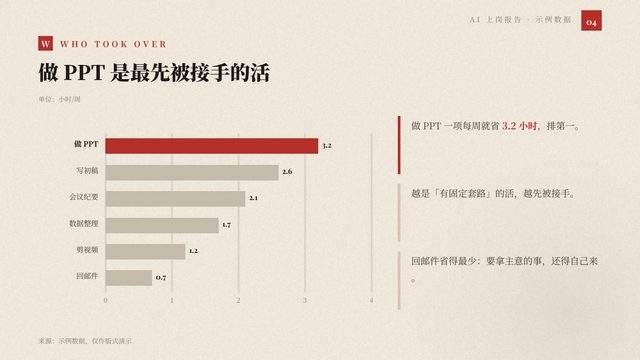 AI 上岗报告 · 示例数据
04
W WHO TOOK OVER
做 PPT 是最先被接手的活
单位：小时/周
做 PPT 3.2
写初稿 2.6
会议纪要 2.1
数据整理 1.7
剪视频 1.2
回邮件 0.7
0 1 2 3 4
做 PPT 一项每周就省 3.2 小时，排第一。
越是「有固定套路」的活，越先被接手。
回邮件省得最少：要拿主意的事，还得自己来
。
来源：示例数据，仅作版式演示